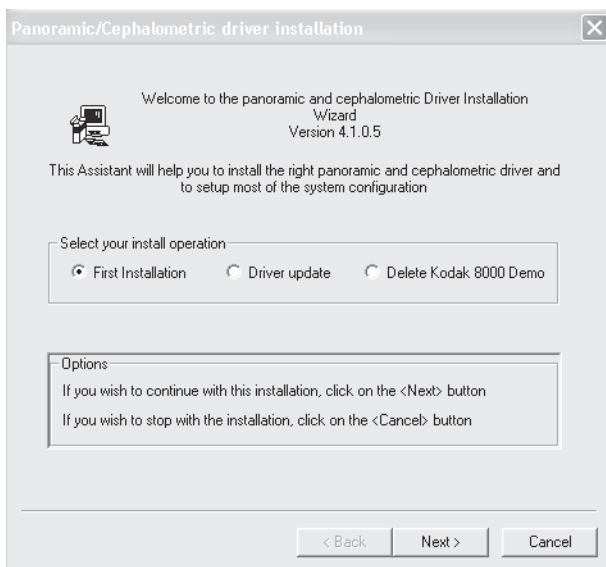 Panoramic/Cephalometric driver installation
Welcome to the panoramic and cephalometric Driver Installation
Wizard
Version 4.1.0.5
This Assistant will help you to install the right panoramic and cephalometric driver and
to setup most of the system configuration
Select your install operation
First Installation Driver update Delete Kodak 8000 Demo
Options
If you wish to continue with this installation, click on the <Next> button
If you wish to stop with the installation, click on the <Cancel> button
< Back Next > Cancel